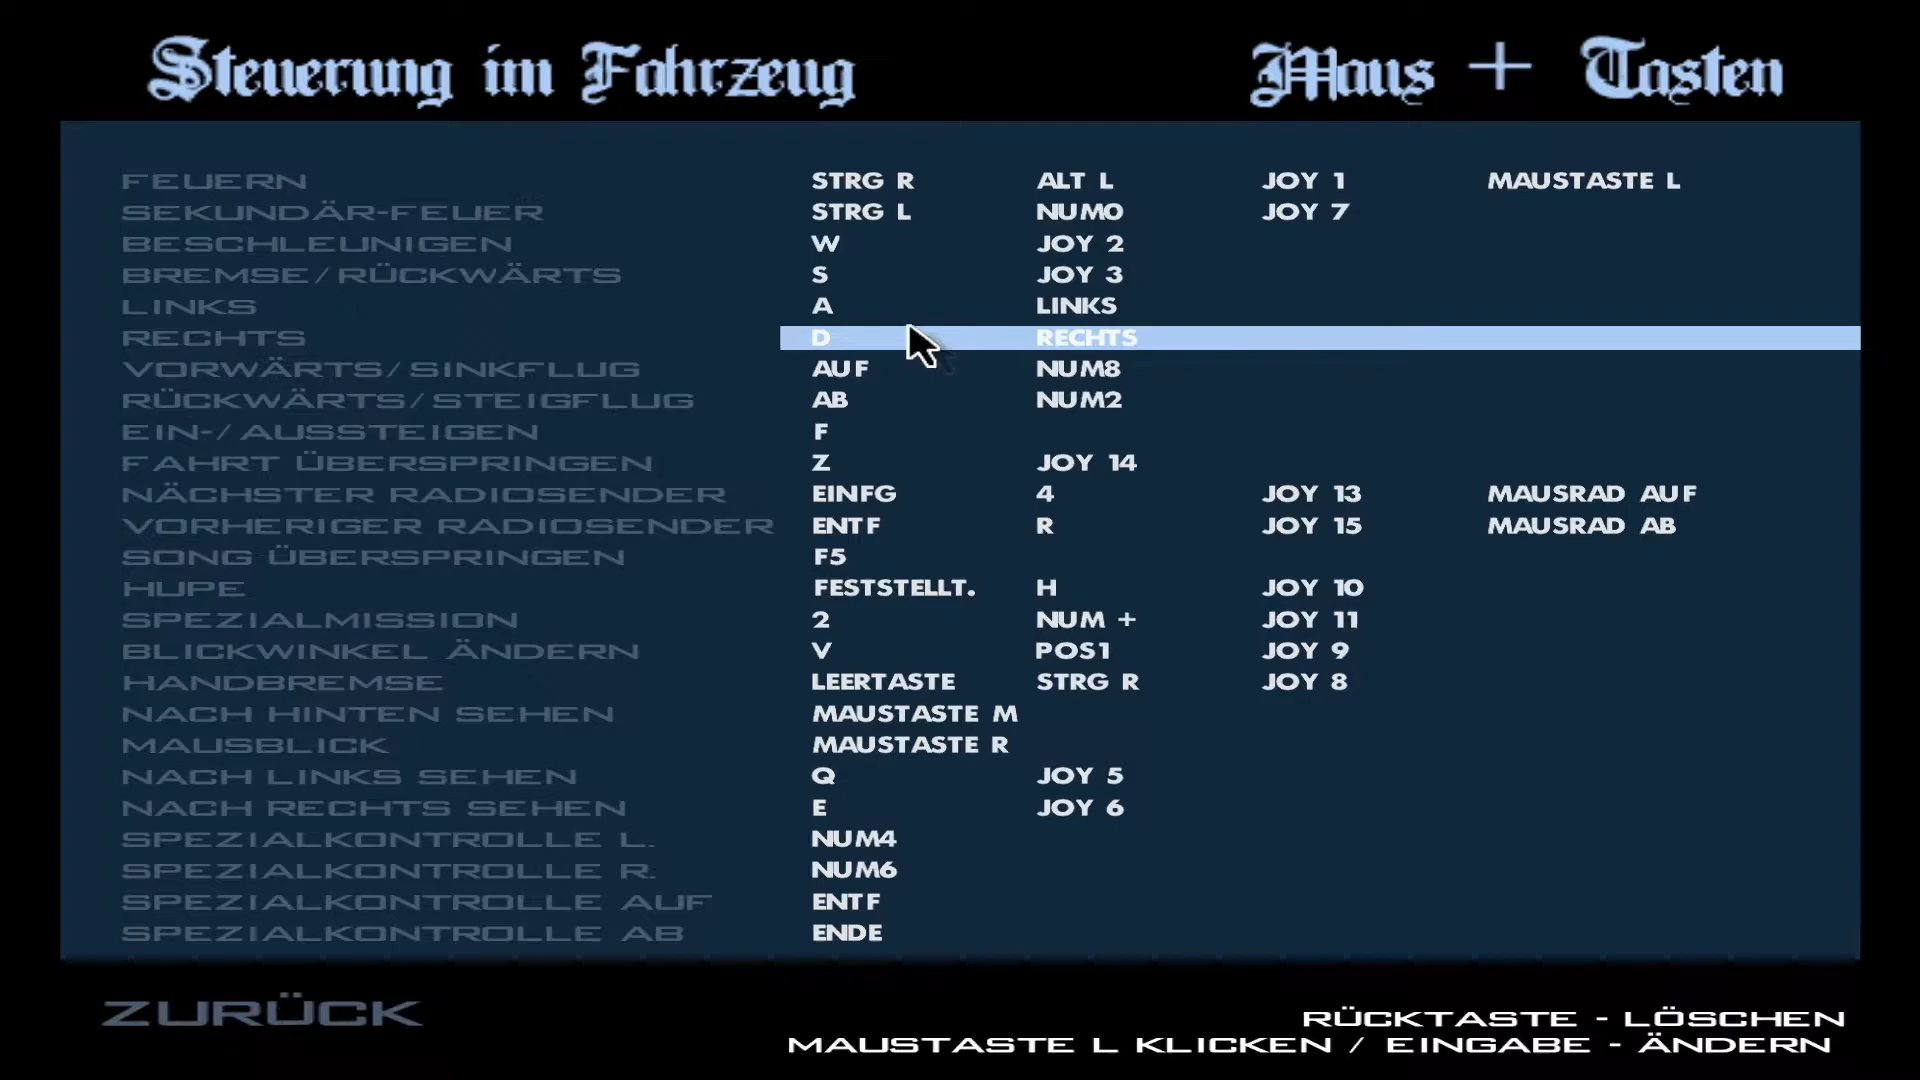 Steuerung im Fahrzeug Maus + Tasten
FEUERN STRG R ALT L JOY 1 MAUSTASTE L
SEKUNDÄR-FEUER STRG L NUM0 JOY 7
BESCHLEUNIGEN W JOY 2
BREMSE/RÜCKWÄRTS S JOY 3
LINKS A LINKS
RECHTS D RECHTS
VORWÄRTS/SINKFLUG AUF NUM8
RÜCKWÄRTS/STEIGFLUG AB NUM2
EIN-/AUSSTEIGEN F
FAHRT ÜBERSPRINGEN Z JOY 14
NÄCHSTER RADIOSENDER EINFG 4 JOY 13 MAUSRAD AUF
VORHERIGER RADIOSENDER ENTF R JOY 15 MAUSRAD AB
SONG ÜBERSPRINGEN F5
HUPE FESTSTELLT. H JOY 10
SPEZIALMISSION 2 NUM + JOY 11
BLICKWINKEL ÄNDERN V POS1 JOY 9
HANDBREMSE LEERTASTE STRG R JOY 8
NACH HINTEN SEHEN MAUSTASTE M
MAUSBLICK MAUSTASTE R
NACH LINKS SEHEN Q JOY 5
NACH RECHTS SEHEN E JOY 6
SPEZIALKONTROLLE L. NUM4
SPEZIALKONTROLLE R. NUM6
SPEZIALKONTROLLE AUF ENTF
SPEZIALKONTROLLE AB ENDE
ZURÜCK
RÜCKTASTE - LÖSCHEN
MAUSTASTE L KLICKEN / EINGABE - ÄNDERN